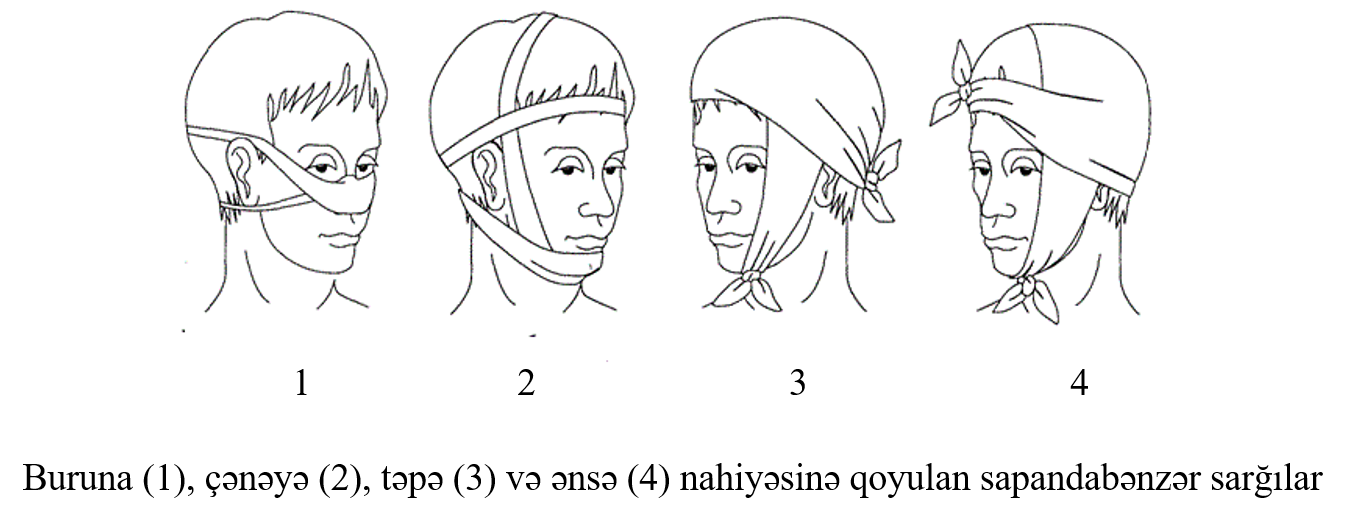 1 2 3 4
Buruna (1), çənəyə (2), təpə (3) və ənsə (4) nahiyəsinə qoyulan sapandabənzər sarğılar